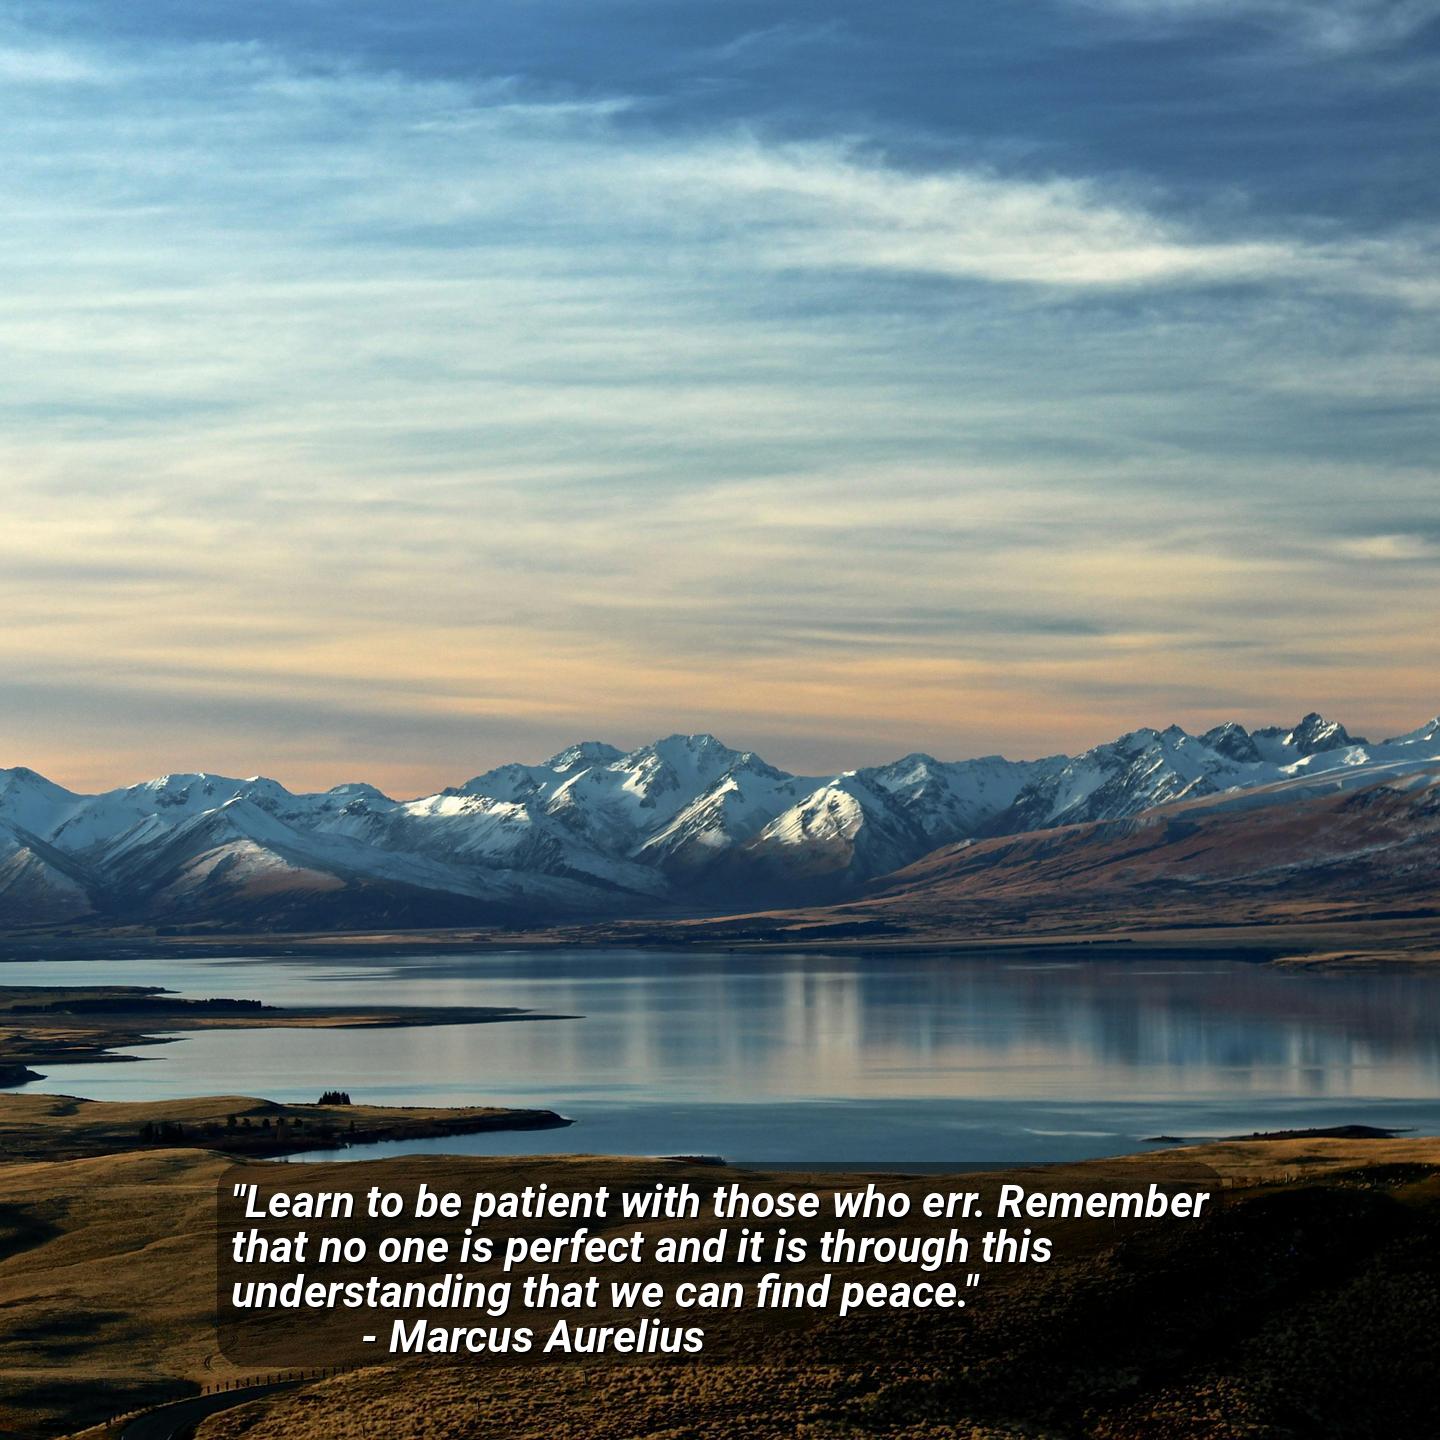 "Learn to be patient with those who err. Remember
that no one is perfect and it is through this
understanding that we can find peace."
- Marcus Aurelius